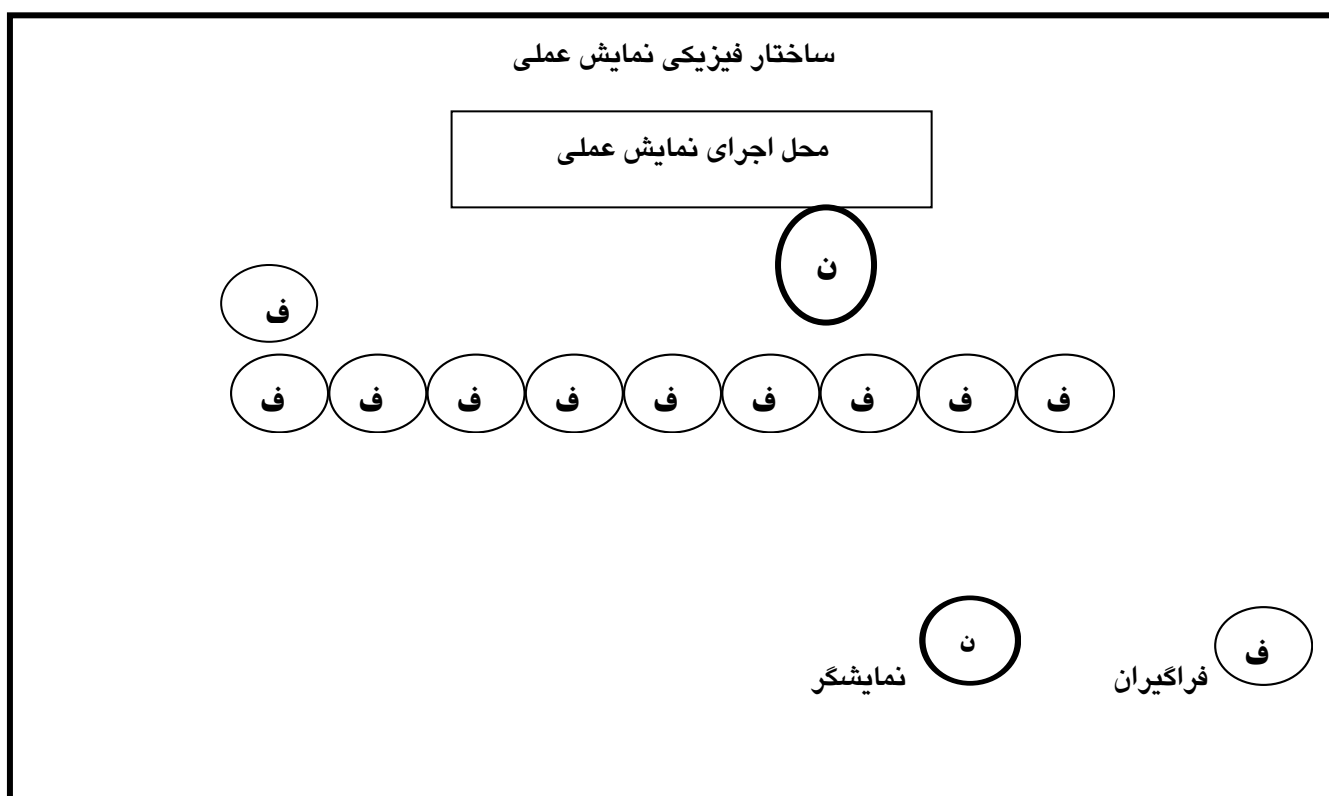 ساختار فیزیکی نمایش عملی
محل اجرای نمایش عملی
ن
ف
ف ف ف ف ف ف ف ف ف
ف فراگیران ن نمایشگر